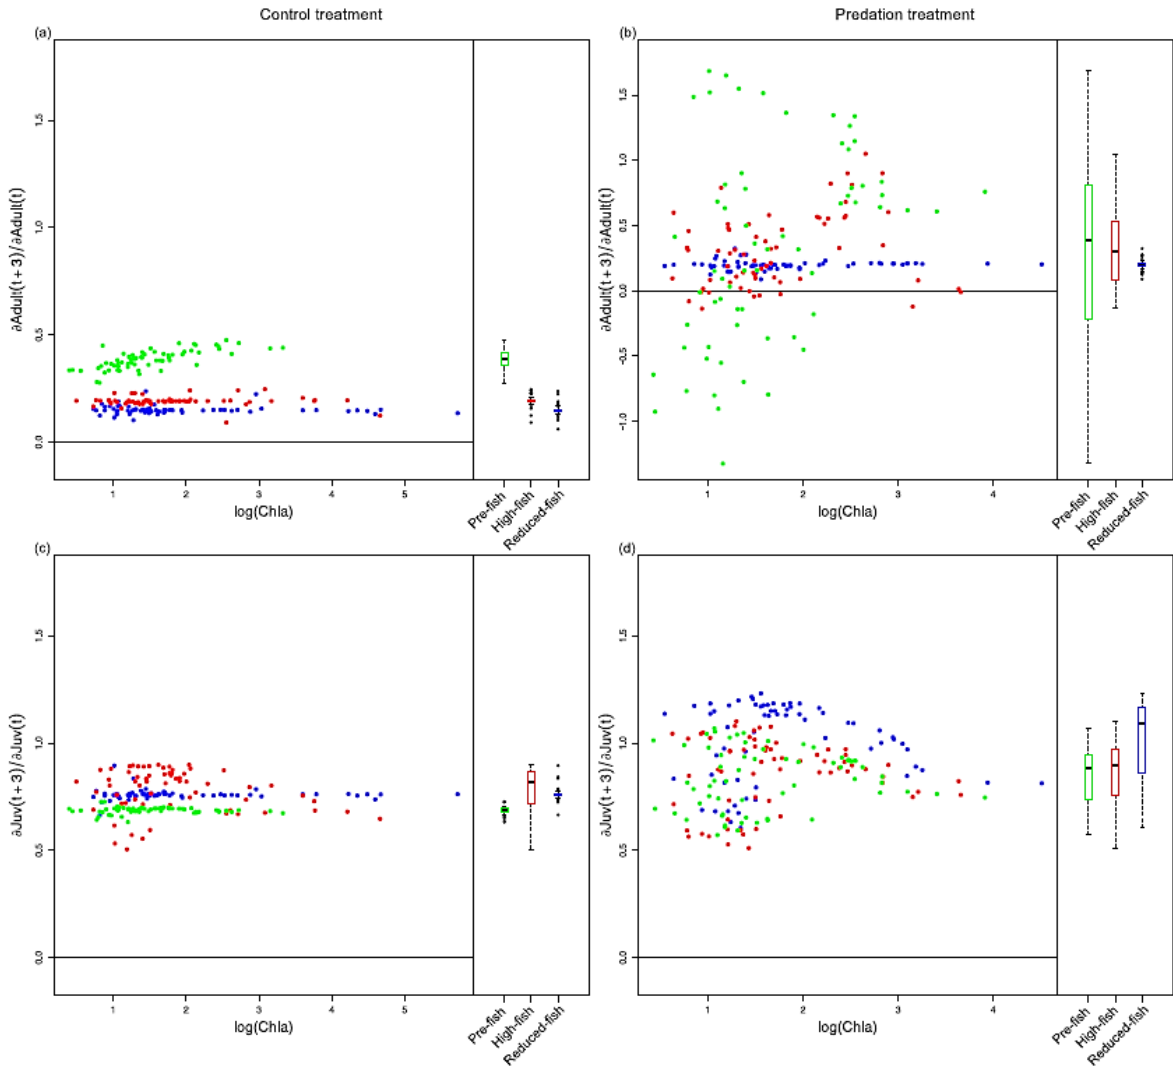 Control treatment
Predation treatment
(a)
(b)
∂Adult(t + 3)/∂Adult(t)
0.0 0.5 1.0 1.5
1 2 3 4 5
log(Chla)
Pre-fish
High-fish
Reduced-fish
∂Adult(t + 3)/∂Adult(t)
-1.0 -0.5 0.0 0.5 1.0 1.5
1 2 3 4
log(Chla)
Pre-fish
High-fish
Reduced-fish
(c)
(d)
∂Juv(t + 3)/∂Juv(t)
0.0 0.5 1.0 1.5
1 2 3 4 5
log(Chla)
Pre-fish
High-fish
Reduced-fish
∂Juv(t + 3)/∂Juv(t)
0.0 0.5 1.0 1.5
1 2 3 4
log(Chla)
Pre-fish
High-fish
Reduced-fish